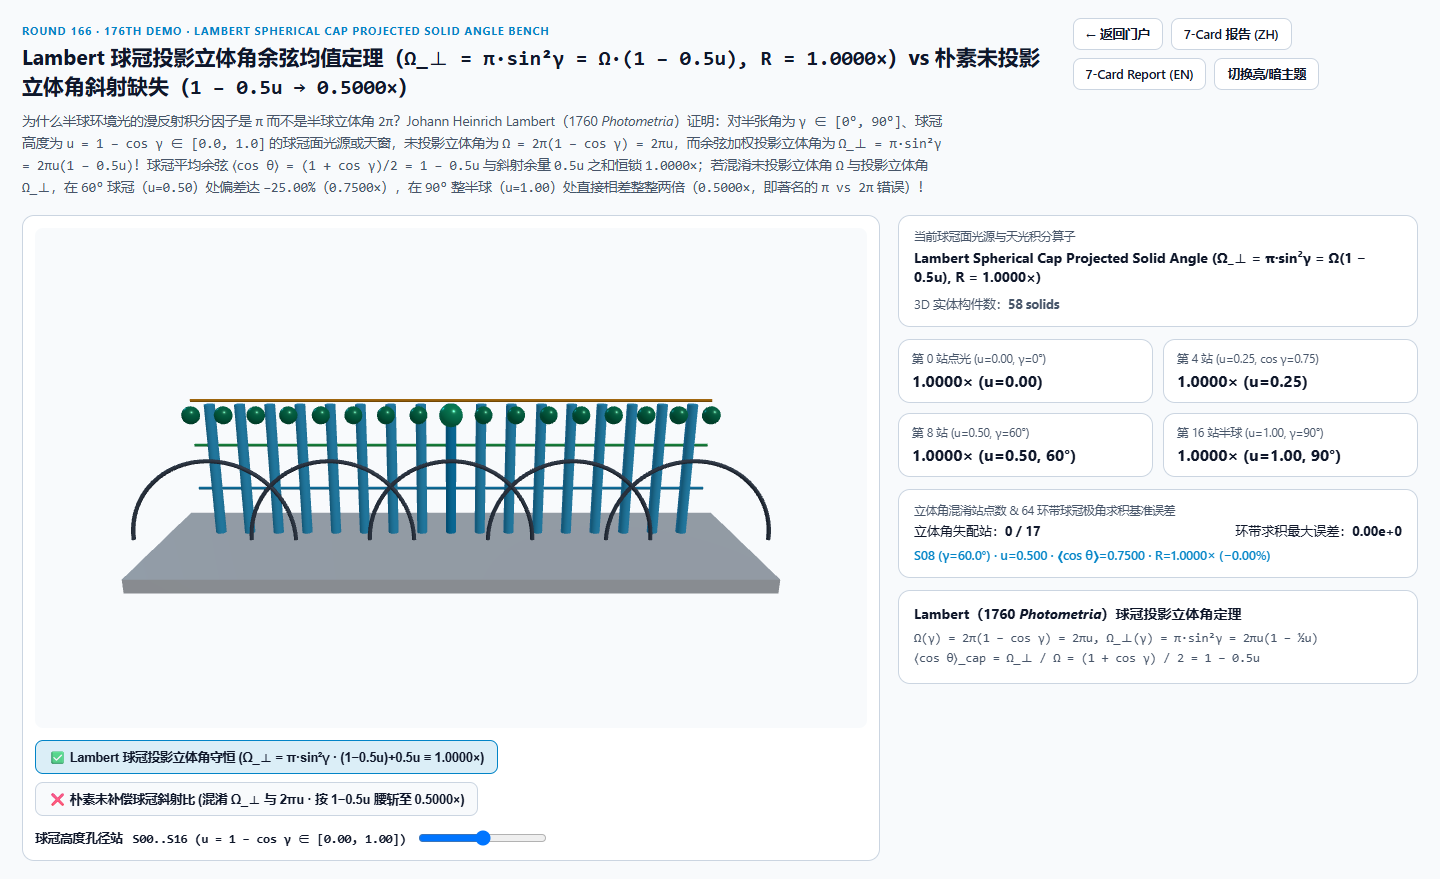 ROUND 166 · 176TH DEMO · LAMBERT SPHERICAL CAP PROJECTED SOLID ANGLE BENCH
Lambert 球冠投影立体角余弦均值定理（Ω_⊥ = π·sin²γ = Ω·(1 − 0.5u), R = 1.0000×）vs 朴素未投影
立体角斜射缺失（1 − 0.5u → 0.5000×）
← 返回门户
7-Card 报告 (ZH)
7-Card Report (EN)
切换亮/暗主题
为什么半球环境光的漫反射积分因子是 π 而不是半球立体角 2π？Johann Heinrich Lambert（1760 Photometria）证明：对半张角为 γ ∈ [0°, 90°]、球冠
高度为 u = 1 − cos γ ∈ [0.0, 1.0] 的球冠面光源或天窗，未投影立体角为 Ω = 2π(1 − cos γ) = 2πu，而余弦加权投影立体角为 Ω_⊥ = π·sin²γ
= 2πu(1 − 0.5u)！球冠平均余弦 ⟨cos θ⟩ = (1 + cos γ)/2 = 1 − 0.5u 与斜射余量 0.5u 之和恒锁 1.0000×；若混淆未投影立体角 Ω 与投影立体角
Ω_⊥，在 60° 球冠（u=0.50）处偏差达 −25.00%（0.7500×），在 90° 整半球（u=1.00）处直接相差整整两倍（0.5000×，即著名的 π vs 2π 错误）！
当前球冠面光源与天光积分算子
Lambert Spherical Cap Projected Solid Angle (Ω_⊥ = π·sin²γ = Ω(1 −
0.5u), R = 1.0000×)
3D 实体构件数：58 solids
第 0 站点光 (u=0.00, γ=0°)
1.0000× (u=0.00)
第 4 站 (u=0.25, cos γ=0.75)
1.0000× (u=0.25)
第 8 站 (u=0.50, γ=60°)
1.0000× (u=0.50, 60°)
第 16 站半球 (u=1.00, γ=90°)
1.0000× (u=1.00, 90°)
立体角混淆站点数 & 64 环带球冠极角求积基准误差
立体角失配站：0 / 17
环带求积最大误差：0.00e+0
S08 (γ=60.0°) · u=0.500 · ⟨cos θ⟩=0.7500 · R=1.0000× (−0.00%)
Lambert（1760 Photometria）球冠投影立体角定理
Ω(γ) = 2π(1 − cos γ) = 2πu, Ω_⊥(γ) = π·sin²γ = 2πu(1 − ½u)
⟨cos θ⟩_cap = Ω_⊥ / Ω = (1 + cos γ) / 2 = 1 − 0.5u
✅ Lambert 球冠投影立体角守恒 (Ω_⊥ = π·sin²γ · (1−0.5u)+0.5u ≡ 1.0000×)
❌ 朴素未补偿球冠斜射比 (混淆 Ω_⊥ 与 2πu · 按 1−0.5u 腰斩至 0.5000×)
球冠高度孔径站 S00..S16 (u = 1 − cos γ ∈ [0.00, 1.00])